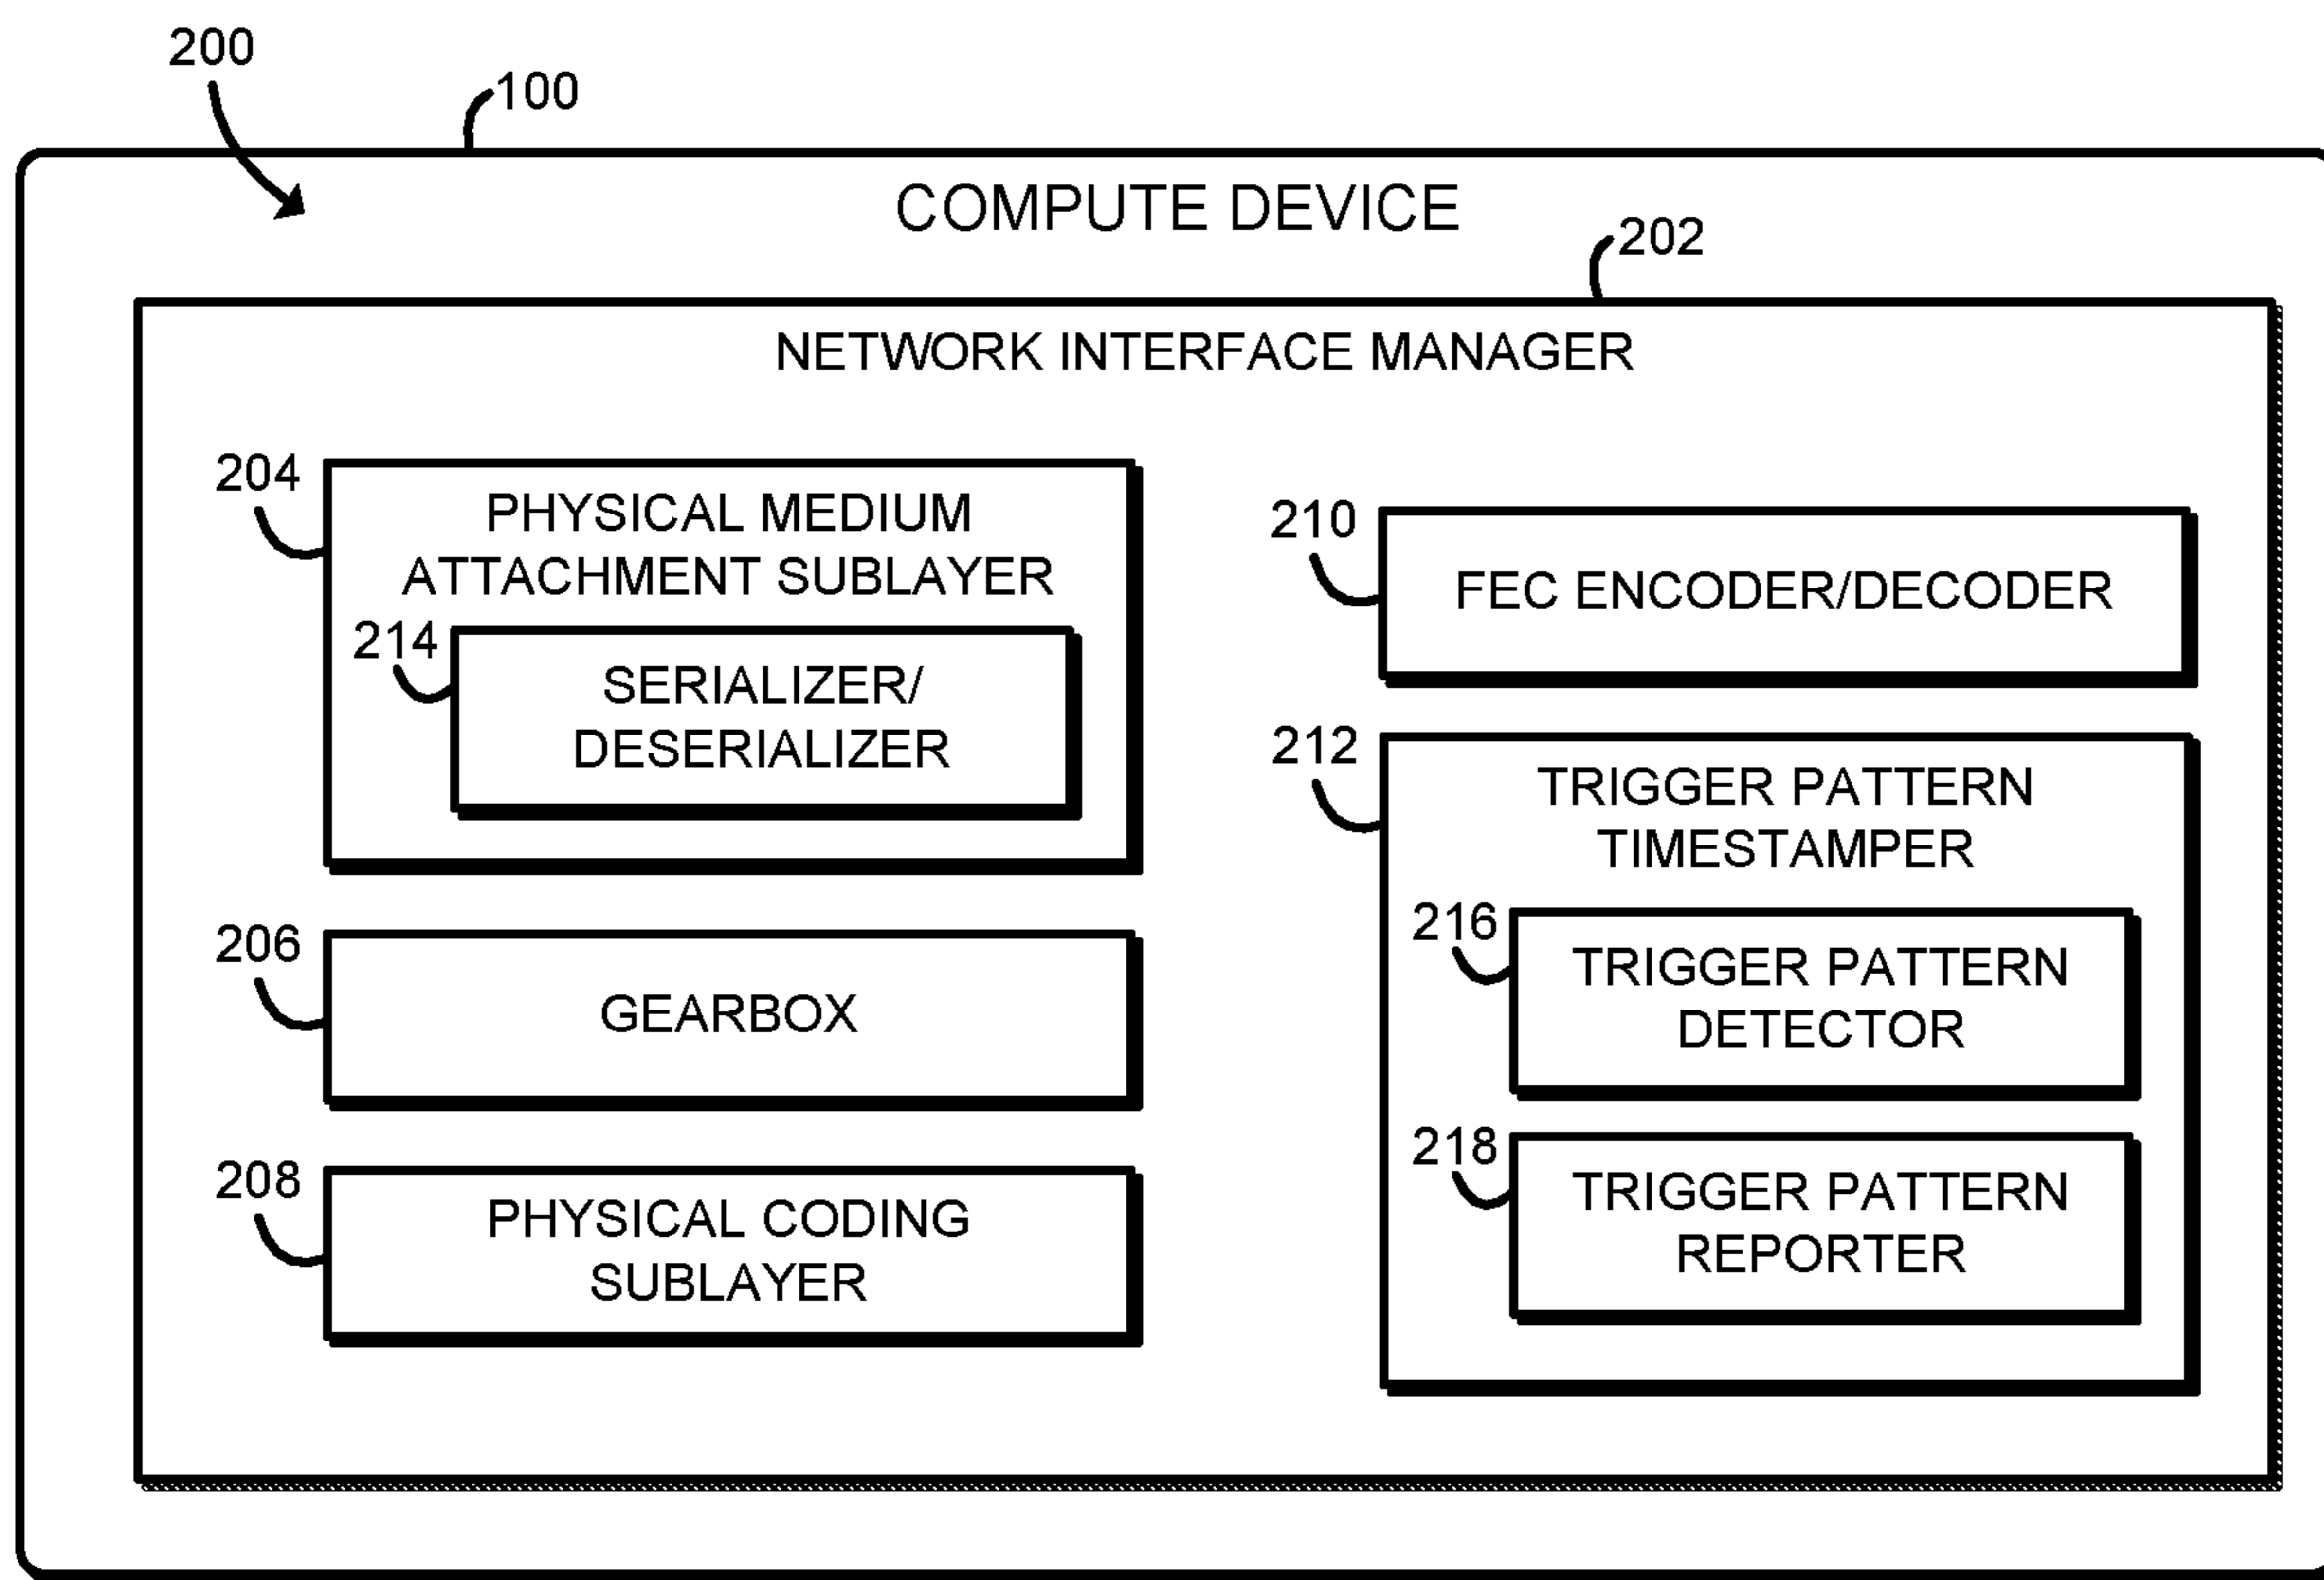 200
100
COMPUTE DEVICE
202
NETWORK INTERFACE MANAGER
204
PHYSICAL MEDIUM
ATTACHMENT SUBLAYER
214
SERIALIZER/
DESERIALIZER
206
GEARBOX
208
PHYSICAL CODING
SUBLAYER
210
FEC ENCODER/DECODER
212
TRIGGER PATTERN
TIMESTAMPER
216
TRIGGER PATTERN
DETECTOR
218
TRIGGER PATTERN
REPORTER